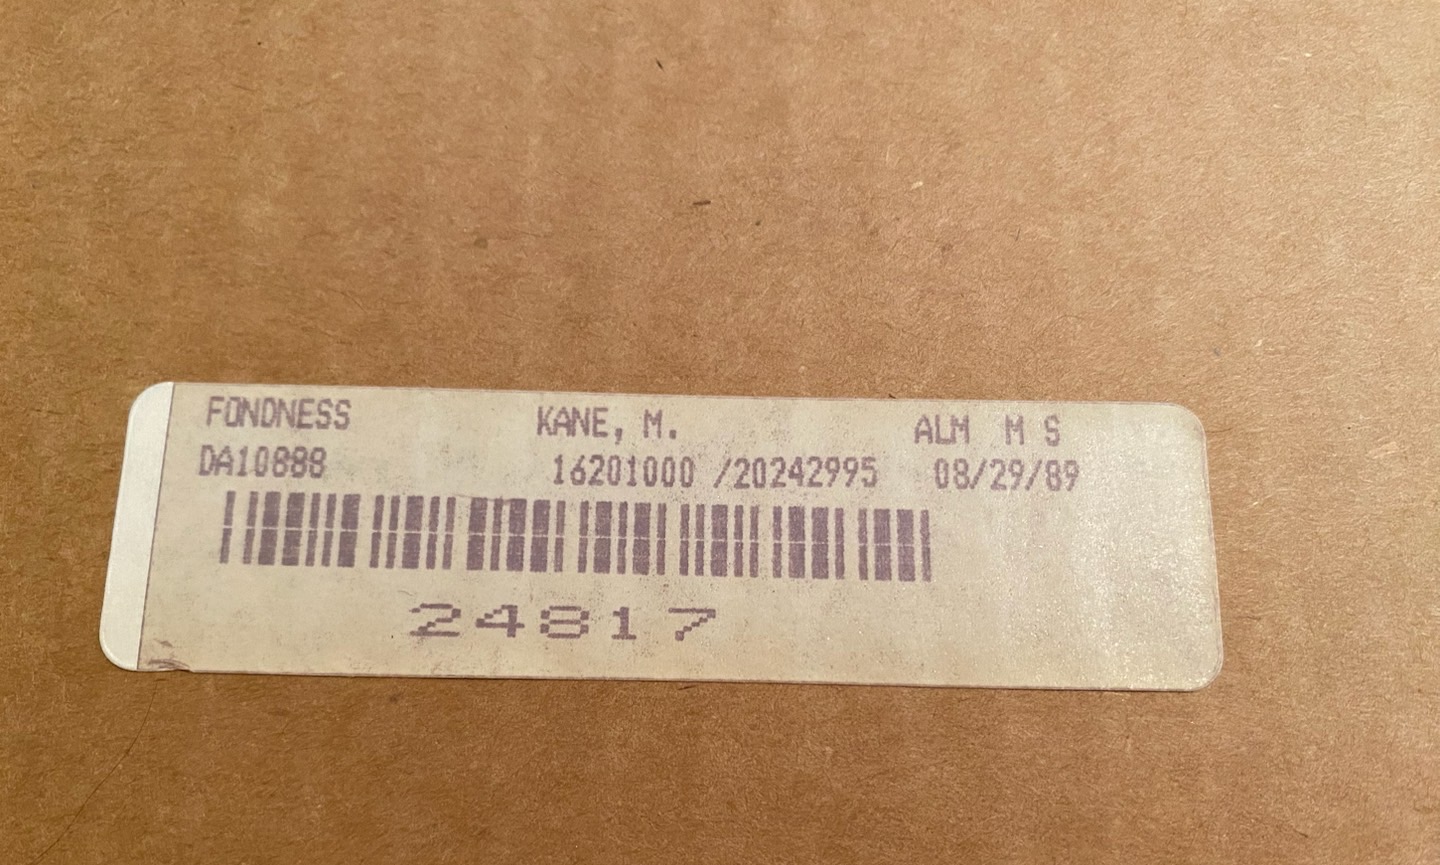 FONDNESS KANE, M. ALM M S
DA10888 16201000 /20242995 08/29/89
24817